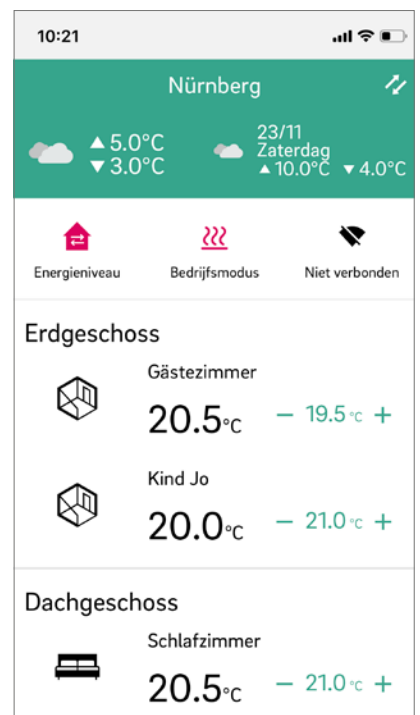 10:21
Nürnberg
▲ 5.0°C
▼ 3.0°C
23/11
Zaterdag
▲ 10.0°C ▼ 4.0°C
Energieniveau
Bedrijfsmodus
Niet verbonden
Erdgeschoss
Gästezimmer
20.5°C − 19.5 °C +
Kind Jo
20.0°C − 21.0 °C +
Dachgeschoss
Schlafzimmer
20.5°C − 21.0 °C +